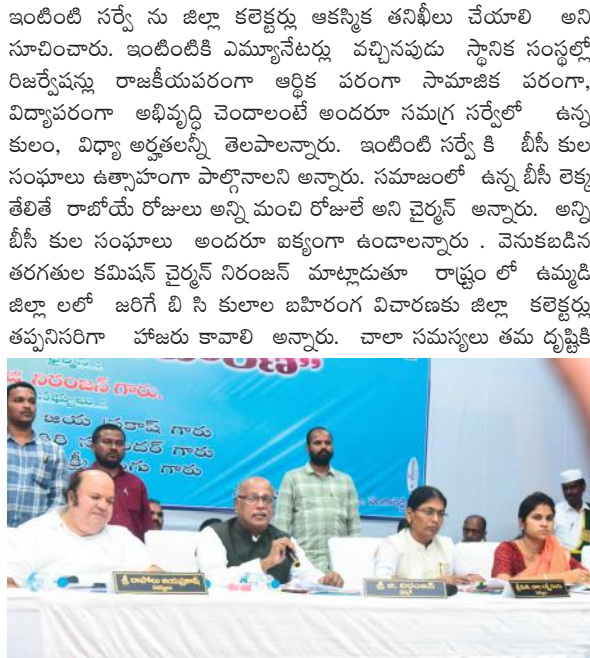 ఇంటింటి సర్వే ను జిల్లా కలెక్టర్లు ఆకస్మిక తనిఖీలు చేయాలి అని
సూచించారు. ఇంటింటికి ఎమ్యూనేటర్లు వచ్చినపుడు స్థానిక సంస్థల్లో
రిజర్వేషన్లు రాజకీయపరంగా ఆర్థిక పరంగా సామాజిక పరంగా,
విద్యాపరంగా అభివృద్ధి చెందాలంటే అందరూ సమగ్ర సర్వేలో ఉన్న
కులం, విధ్యా అర్హతలన్నీ తెలపాలన్నారు. ఇంటింటి సర్వే కి బీసీ కుల
సంఘాలు ఉత్సాహంగా పాల్గొనాలని అన్నారు. సమాజంలో ఉన్న బీసీ లెక్క
తేలితే రాబోయే రోజులు అన్ని మంచి రోజులే అని చైర్మన్ అన్నారు. అన్ని
బీసీ కుల సంఘాలు అందరూ ఐక్యంగా ఉండాలన్నారు . వెనుకబడిన
తరగతుల కమిషన్ చైర్మన్ నిరంజన్ మాట్లాడుతూ రాష్ట్రం లో ఉమ్మడి
జిల్లా లలో జరిగే బి సి కులాల బహిరంగ విచారణకు జిల్లా కలెక్టర్లు
తప్పనిసరిగా హాజరు కావాలి అన్నారు. చాలా సమస్యలు తమ దృష్టికి
నిరంజన్ గారు.
జయ ప్రకాష్ గారు
గారు
గారు
శ్రీ రాపోలు జయప్రకాష్
శ్రీ జి. నిరంజన్